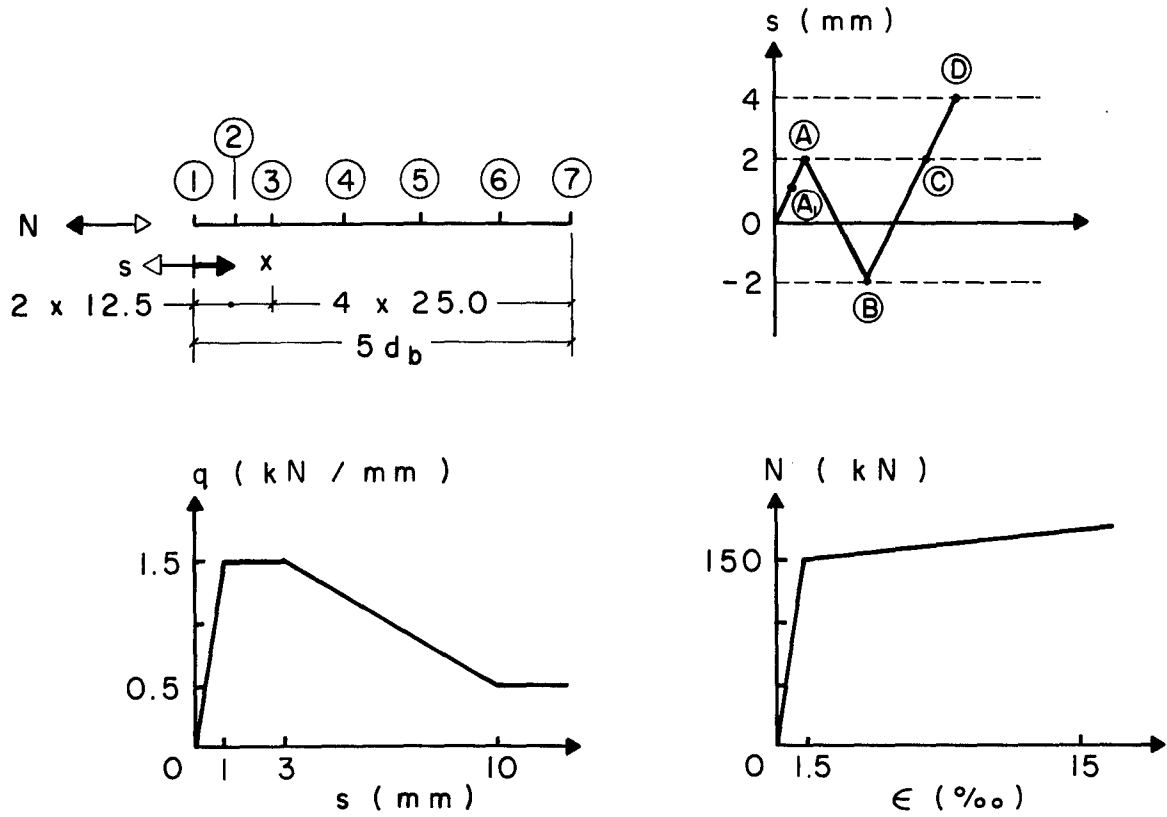 1 2 3 4 5 6 7
N
s x
2 x 12.5 4 x 25.0
5 d_b
s ( mm )
4
2
0
-2
A
A₁
B
C
D
q ( kN / mm )
1.5
0.5
0 1 3 10
s ( mm )
N ( kN )
150
0 1.5 15
ϵ ( ‰ )